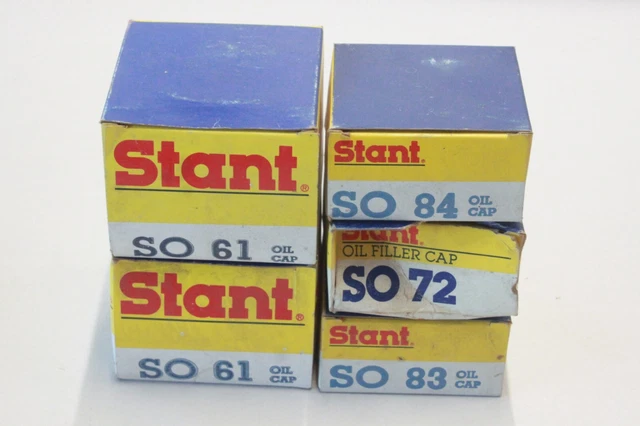 Stant®
SO 61 OIL CAP
Stant®
SO 61 OIL CAP
Stant®
SO 84 OIL CAP
Stant®
OIL FILLER CAP
SO 72
Stant®
SO 83 OIL CAP